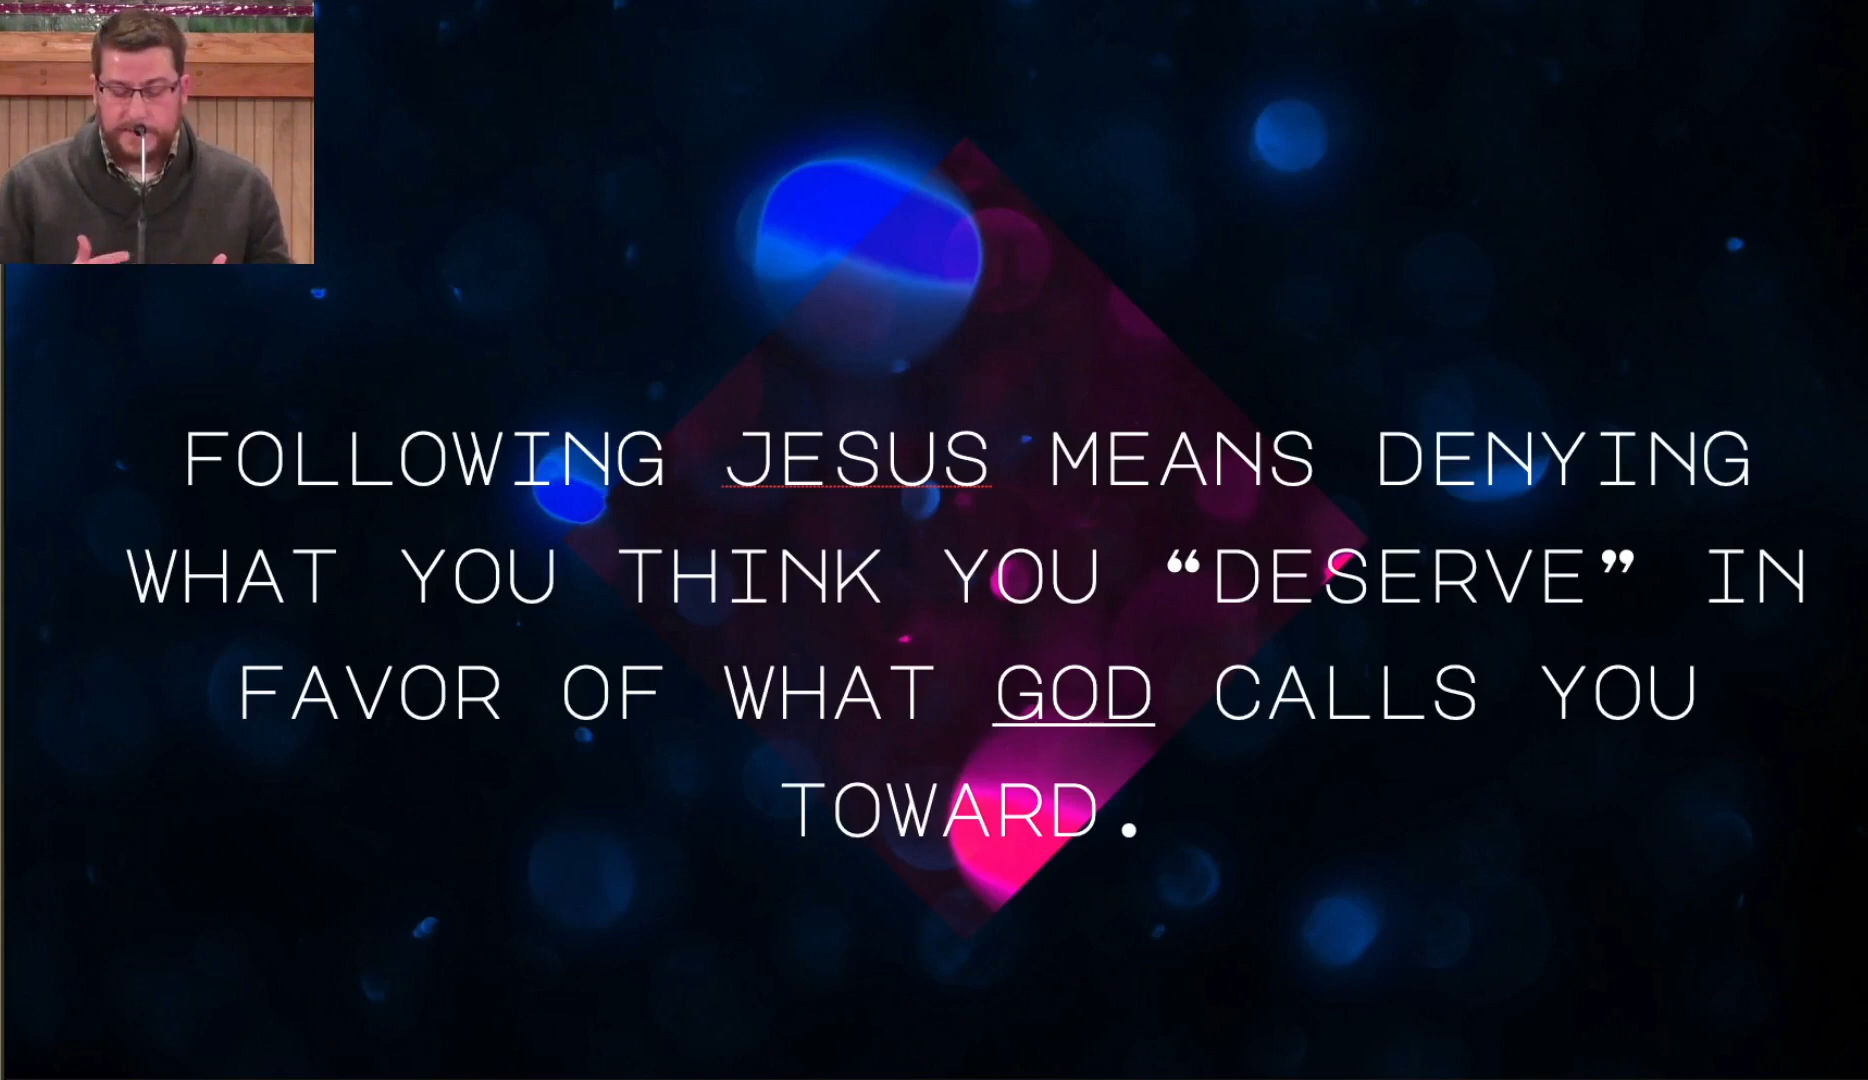 FOLLOWING JESUS MEANS DENYING
WHAT YOU THINK YOU “DESERVE” IN
FAVOR OF WHAT GOD CALLS YOU
TOWARD.